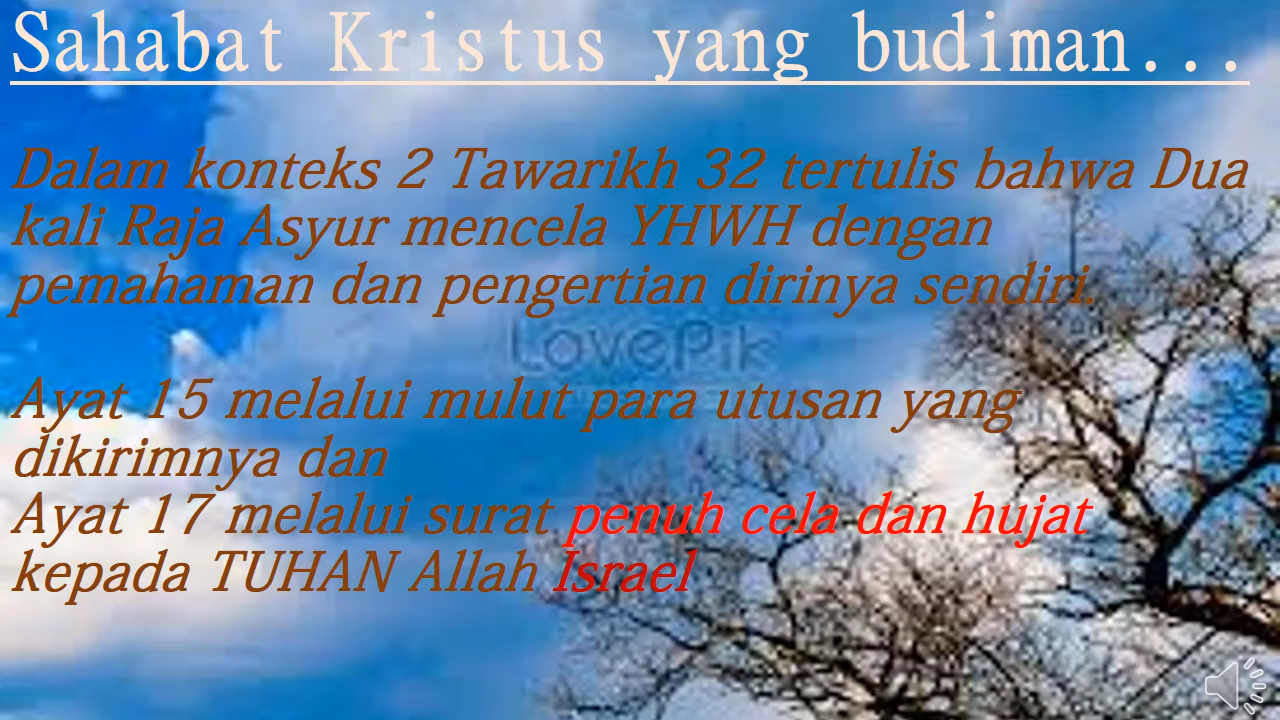 Sahabat Kristus yang budiman...
Dalam konteks 2 Tawarikh 32 tertulis bahwa Dua
kali Raja Asyur mencela YHWH dengan
pemahaman dan pengertian dirinya sendiri.
LovePik
Ayat 15 melalui mulut para utusan yang
dikirimnya dan
Ayat 17 melalui surat penuh cela dan hujat
kepada TUHAN Allah Israel